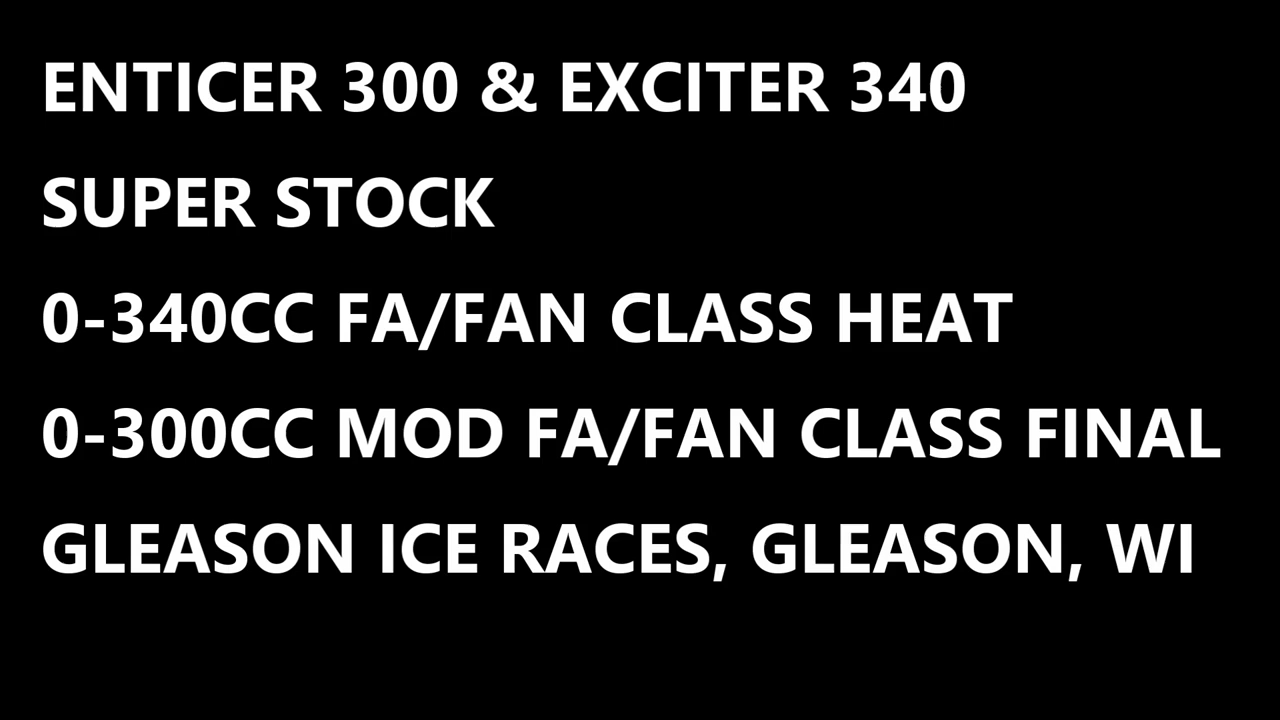 ENTICER 300 & EXCITER 340
SUPER STOCK
0-340CC FA/FAN CLASS HEAT
0-300CC MOD FA/FAN CLASS FINAL
GLEASON ICE RACES, GLEASON, WI